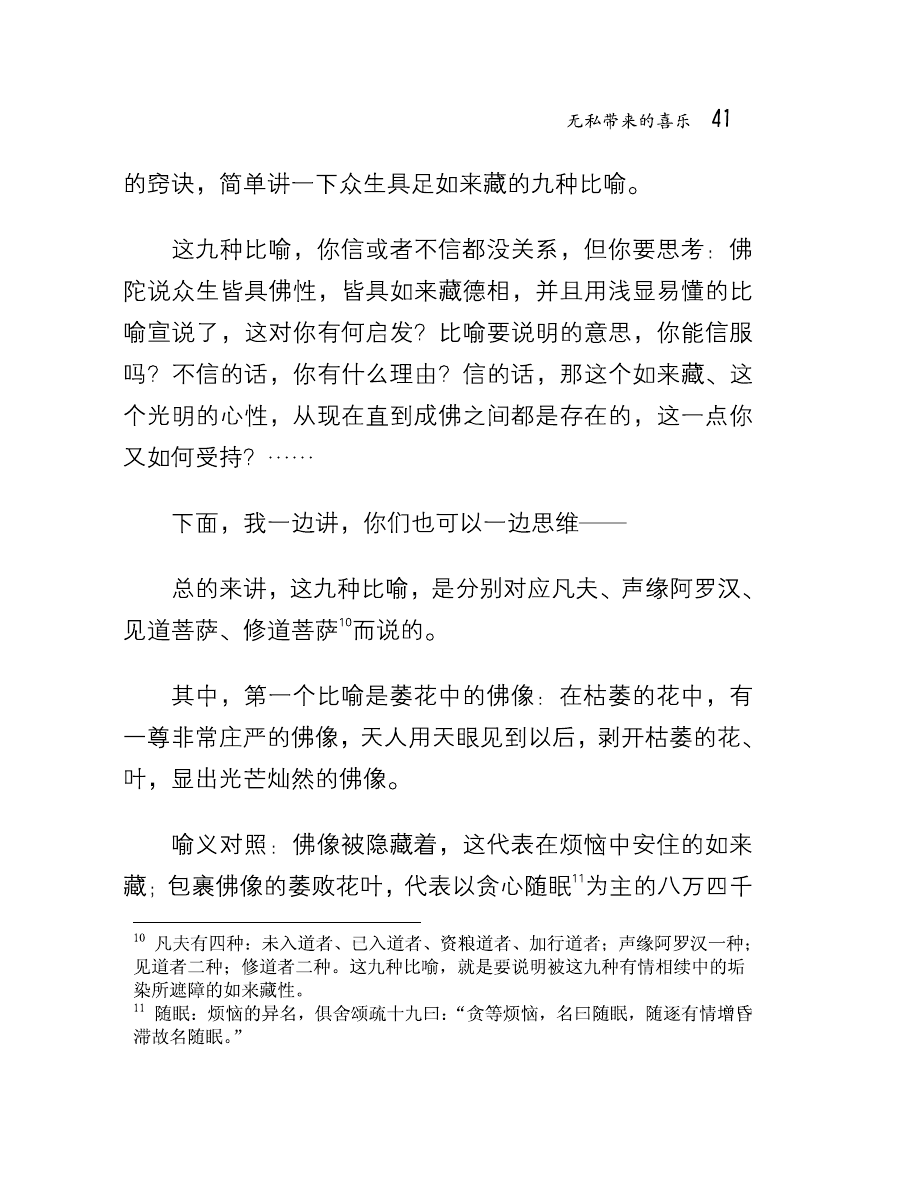 无私带来的喜乐 41
的窍诀，简单讲一下众生具足如来藏的九种比喻。
这九种比喻，你信或者不信都没关系，但你要思考：佛
陀说众生皆具佛性，皆具如来藏德相，并且用浅显易懂的比
喻宣说了，这对你有何启发？比喻要说明的意思，你能信服
吗？不信的话，你有什么理由？信的话，那这个如来藏、这
个光明的心性，从现在直到成佛之间都是存在的，这一点你
又如何受持？……
下面，我一边讲，你们也可以一边思维——
总的来讲，这九种比喻，是分别对应凡夫、声缘阿罗汉、
见道菩萨、修道菩萨10而说的。
其中，第一个比喻是萎花中的佛像：在枯萎的花中，有
一尊非常庄严的佛像，天人用天眼见到以后，剥开枯萎的花、
叶，显出光芒灿然的佛像。
喻义对照：佛像被隐藏着，这代表在烦恼中安住的如来
藏；包裹佛像的萎败花叶，代表以贪心随眠11为主的八万四千
10 凡夫有四种：未入道者、已入道者、资粮道者、加行道者；声缘阿罗汉一种；
见道者二种；修道者二种。这九种比喻，就是要说明被这九种有情相续中的垢
染所遮障的如来藏性。
11 随眠：烦恼的异名，俱舍颂疏十九曰：“贪等烦恼，名曰随眠，随逐有情增昏
滞故名随眠。”